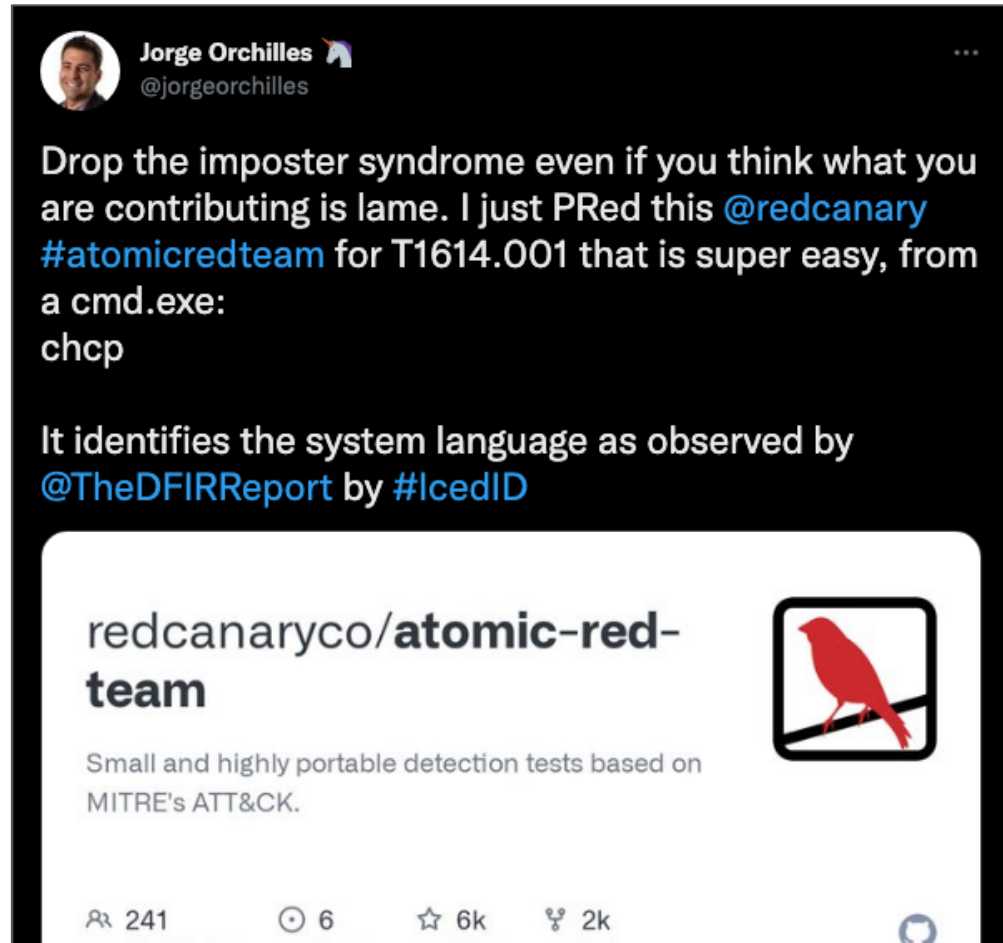 Jorge Orchilles 🦄
@jorgeorchilles
Drop the imposter syndrome even if you think what you
are contributing is lame. I just PRed this @redcanary
#atomicredteam for T1614.001 that is super easy, from
a cmd.exe:
chcp
It identifies the system language as observed by
@TheDFIRReport by #IcedID
redcanaryco/atomic-red-
team
Small and highly portable detection tests based on
MITRE's ATT&CK.
241 6 6k 2k